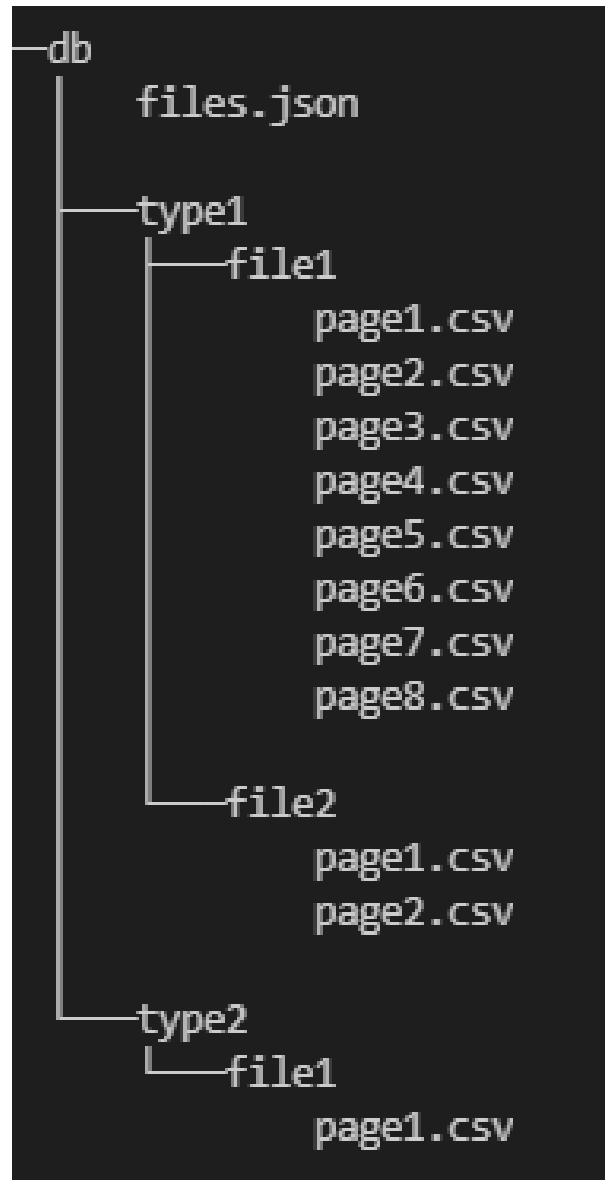 db
files.json
type1
file1
page1.csv
page2.csv
page3.csv
page4.csv
page5.csv
page6.csv
page7.csv
page8.csv
file2
page1.csv
page2.csv
type2
file1
page1.csv